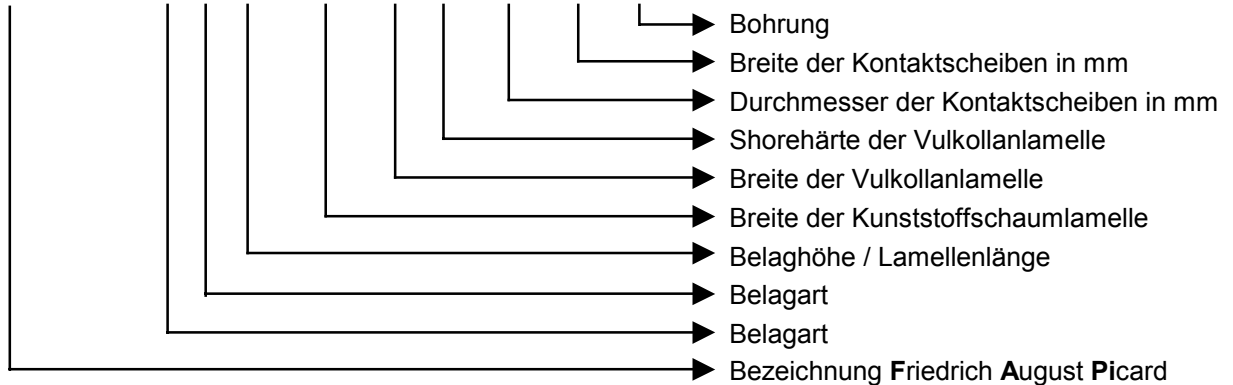 Bohrung
Breite der Kontaktscheiben in mm
Durchmesser der Kontaktscheiben in mm
Shorehärte der Vulkollanlamelle
Breite der Vulkollanlamelle
Breite der Kunststoffschaumlamelle
Belaghöhe / Lamellenlänge
Belagart
Belagart
Bezeichnung Friedrich August Picard